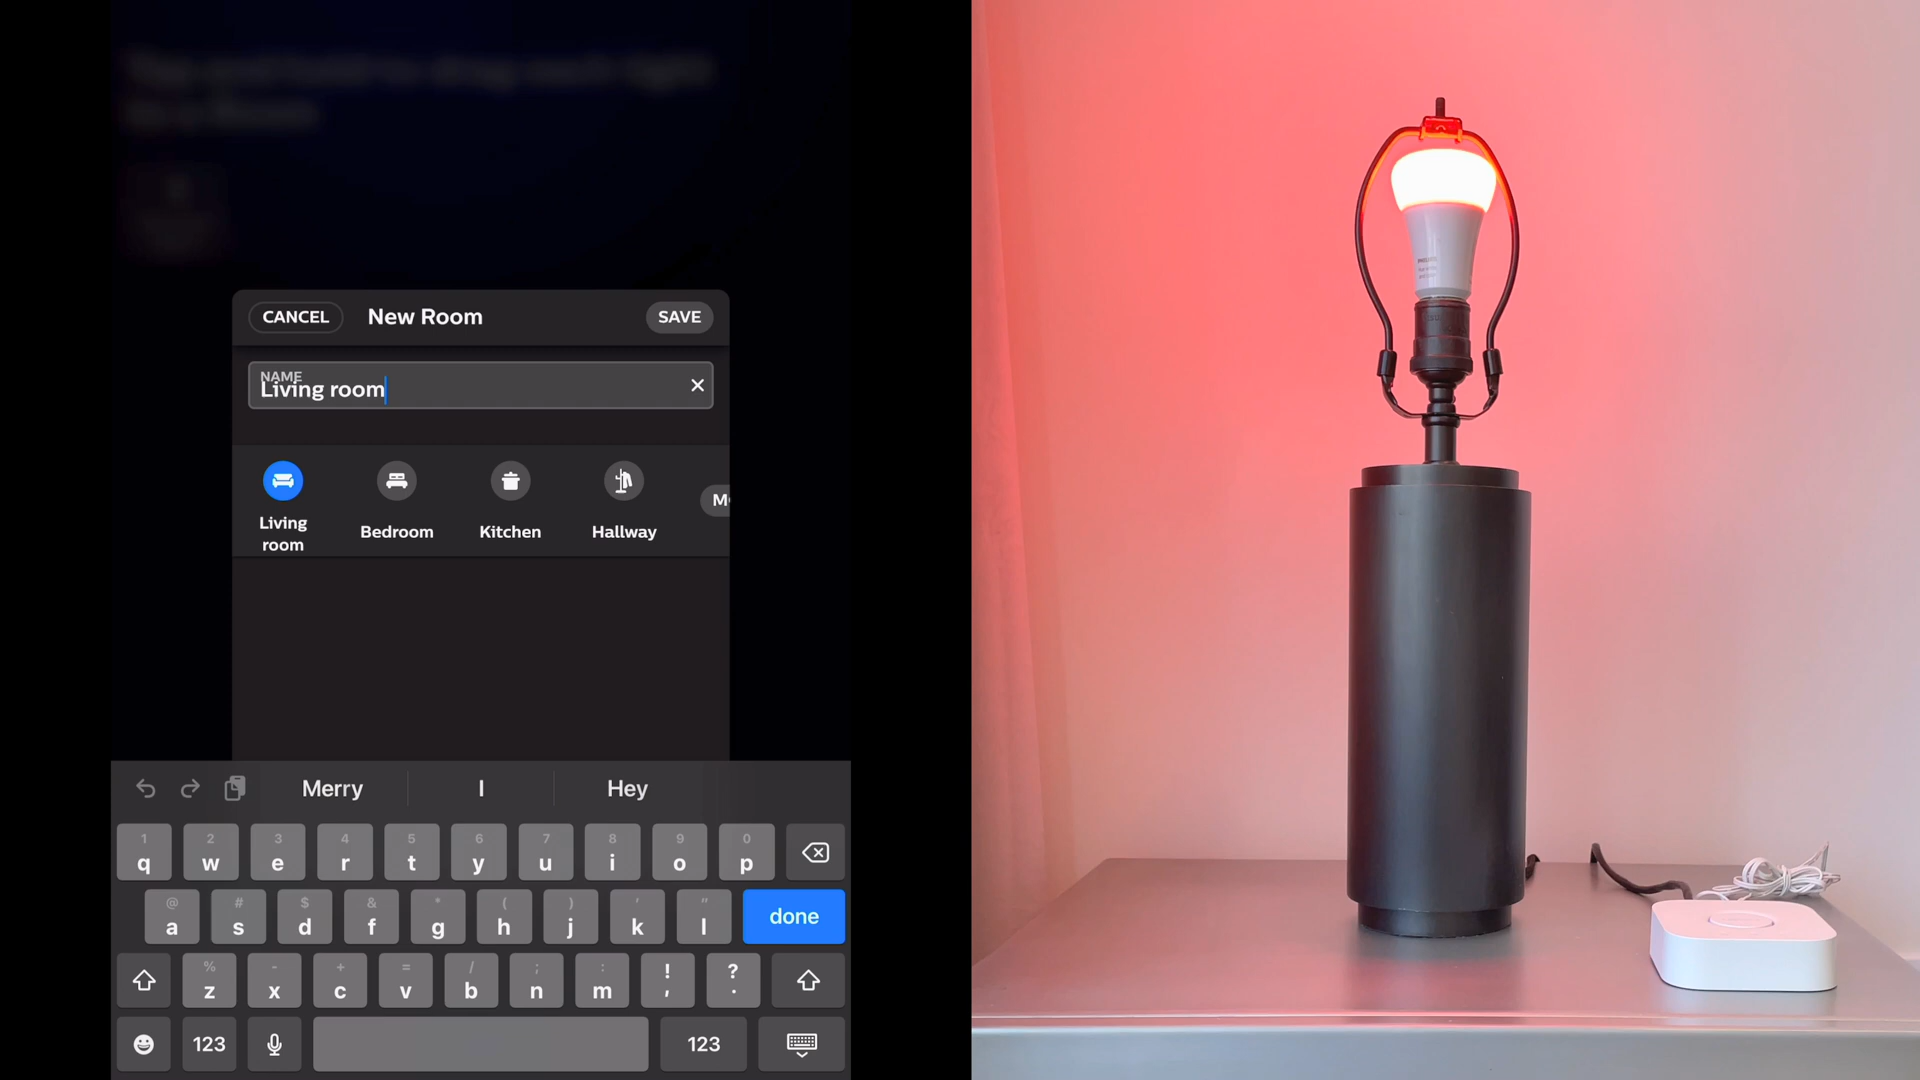 CANCEL New Room SAVE
NAME
Living room
Living
room
Bedroom
Kitchen
Hallway
Merry I Hey
1 2 3 4 5 6 7 8 9 0
q w e r t y u i o p
@ # $ & * ( ) ' "
a s d f g h j k l done
% - + = / ; : ! ?
z x c v b n m , .
123 123
PHILIPS